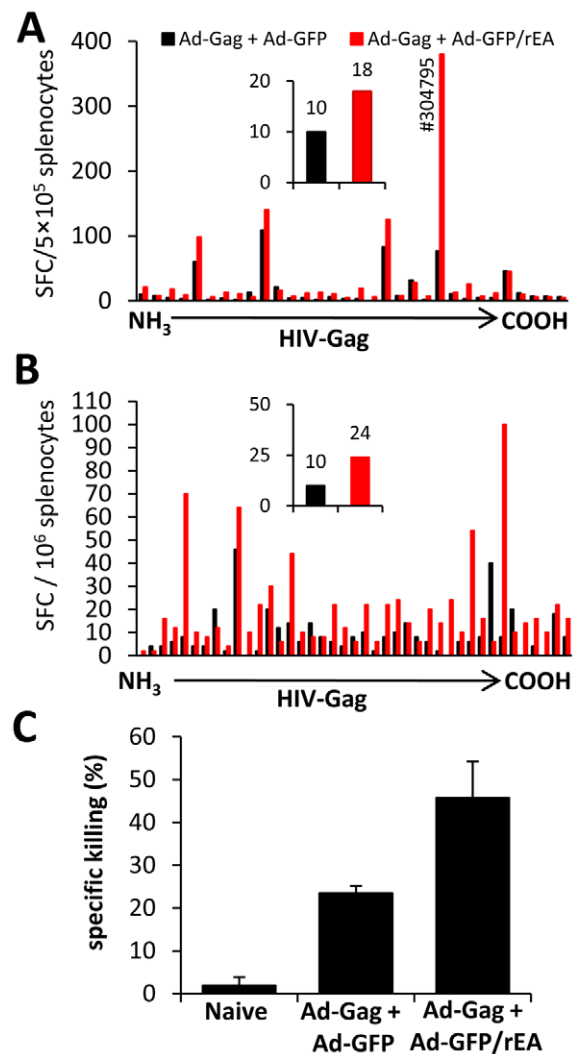 A
Ad-Gag + Ad-GFP
Ad-Gag + Ad-GFP/rEA
400
300
200
100
0
SFC/5×10⁵ splenocytes
20
10
0
10
18
#304795
NH₃
COOH
HIV-Gag
B
110
100
90
80
70
60
50
40
30
20
10
0
SFC / 10⁶ splenocytes
50
25
0
10
24
NH₃
COOH
HIV-Gag
C
60
50
40
30
20
10
0
specific killing (%)
Naive
Ad-Gag +
Ad-GFP
Ad-Gag +
Ad-GFP/rEA